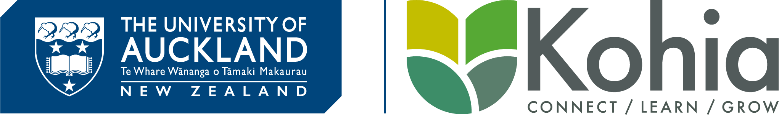 THE UNIVERSITY OF
AUCKLAND
Te Whare Wānanga o Tāmaki Makaurau
NEW ZEALAND
Kohia
CONNECT / LEARN / GROW